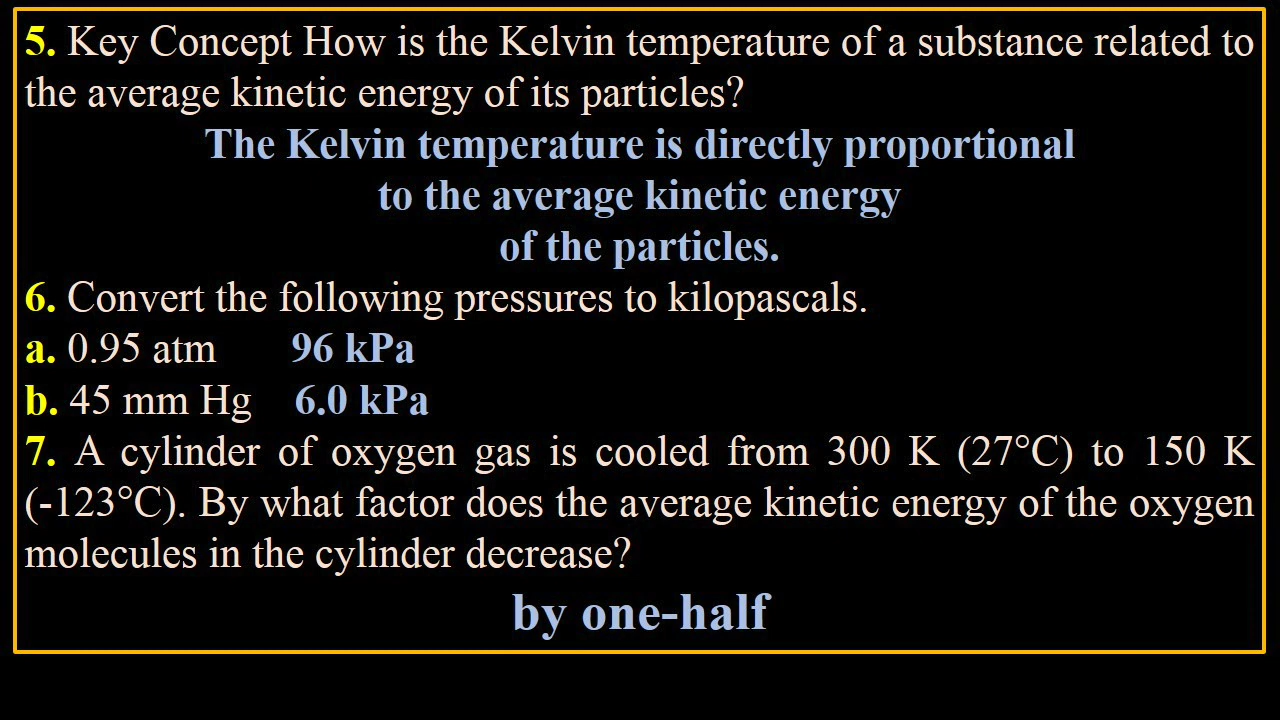 5. Key Concept How is the Kelvin temperature of a substance related to
the average kinetic energy of its particles?
The Kelvin temperature is directly proportional
to the average kinetic energy
of the particles.
6. Convert the following pressures to kilopascals.
a. 0.95 atm 96 kPa
b. 45 mm Hg 6.0 kPa
7. A cylinder of oxygen gas is cooled from 300 K (27°C) to 150 K
(-123°C). By what factor does the average kinetic energy of the oxygen
molecules in the cylinder decrease?
by one-half